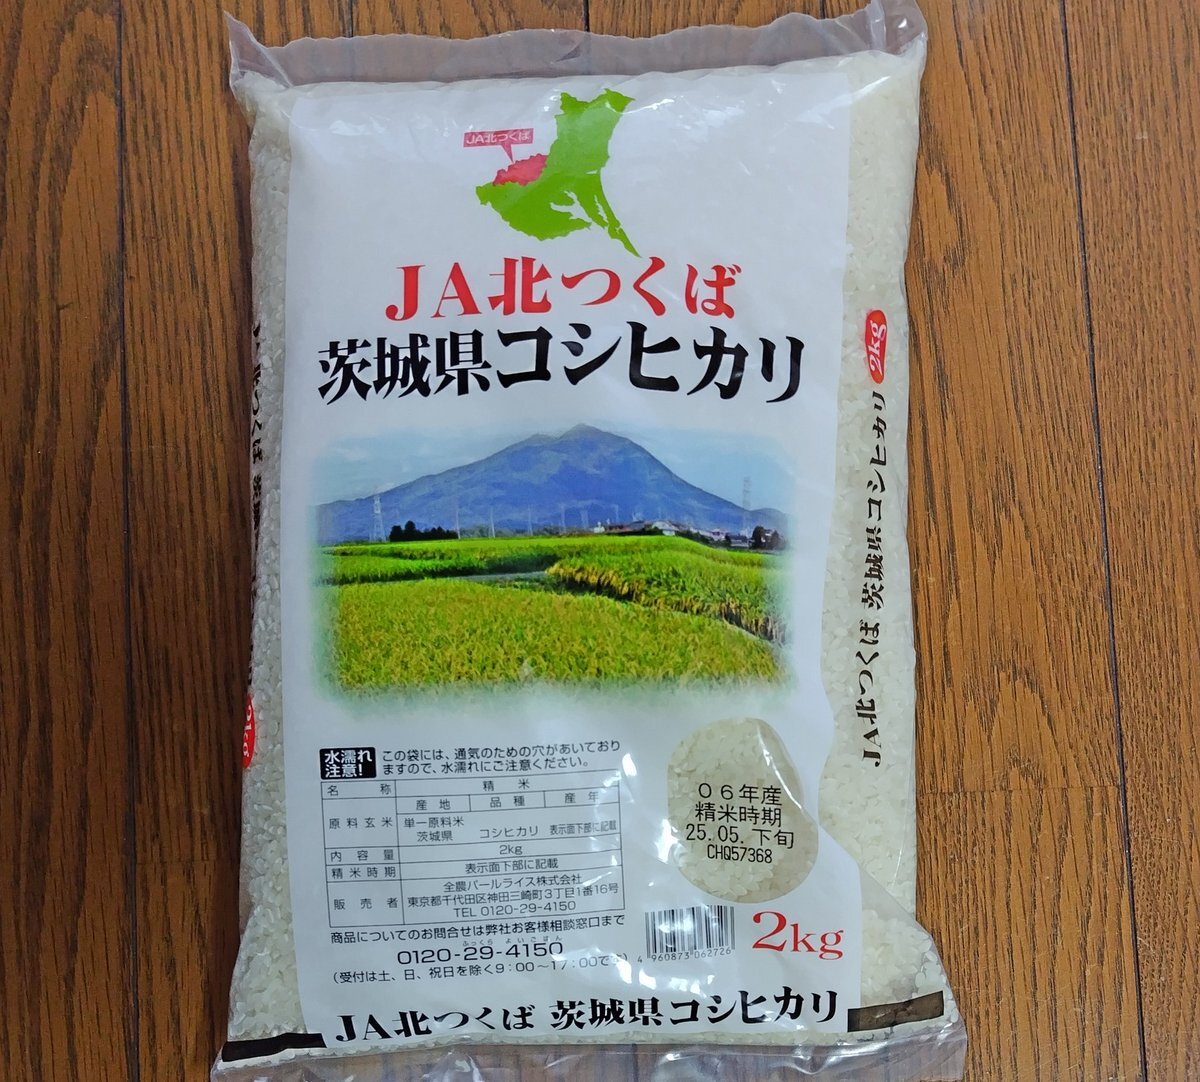 JA北つくば
JA北つくば
茨城県コシヒカリ
2kg
JA北つくば 茨城県コシヒカリ
水濡れ
注意!
この袋には、通気のための穴があいており
ますので、水濡れにご注意ください。
名称 精米
原料玄米 産地 品種 産年
単一原料米
茨城県 コシヒカリ 表示面下部に記載
内容量 2kg
精米時期 表示面下部に記載
販売者 全農パールライス株式会社
東京都千代田区神田三崎町3丁目1番16号
TEL 0120-29-4150
商品についてのお問合せは弊社お客様相談窓口まで
ふっくら よいごはん
0120-29-4150
(受付は土、日、祝日を除く9:00~17:00です)
06年産
精米時期
25.05.下旬
CHQ57368
4 960873 062726
2kg
JA北つくば 茨城県コシヒカリ